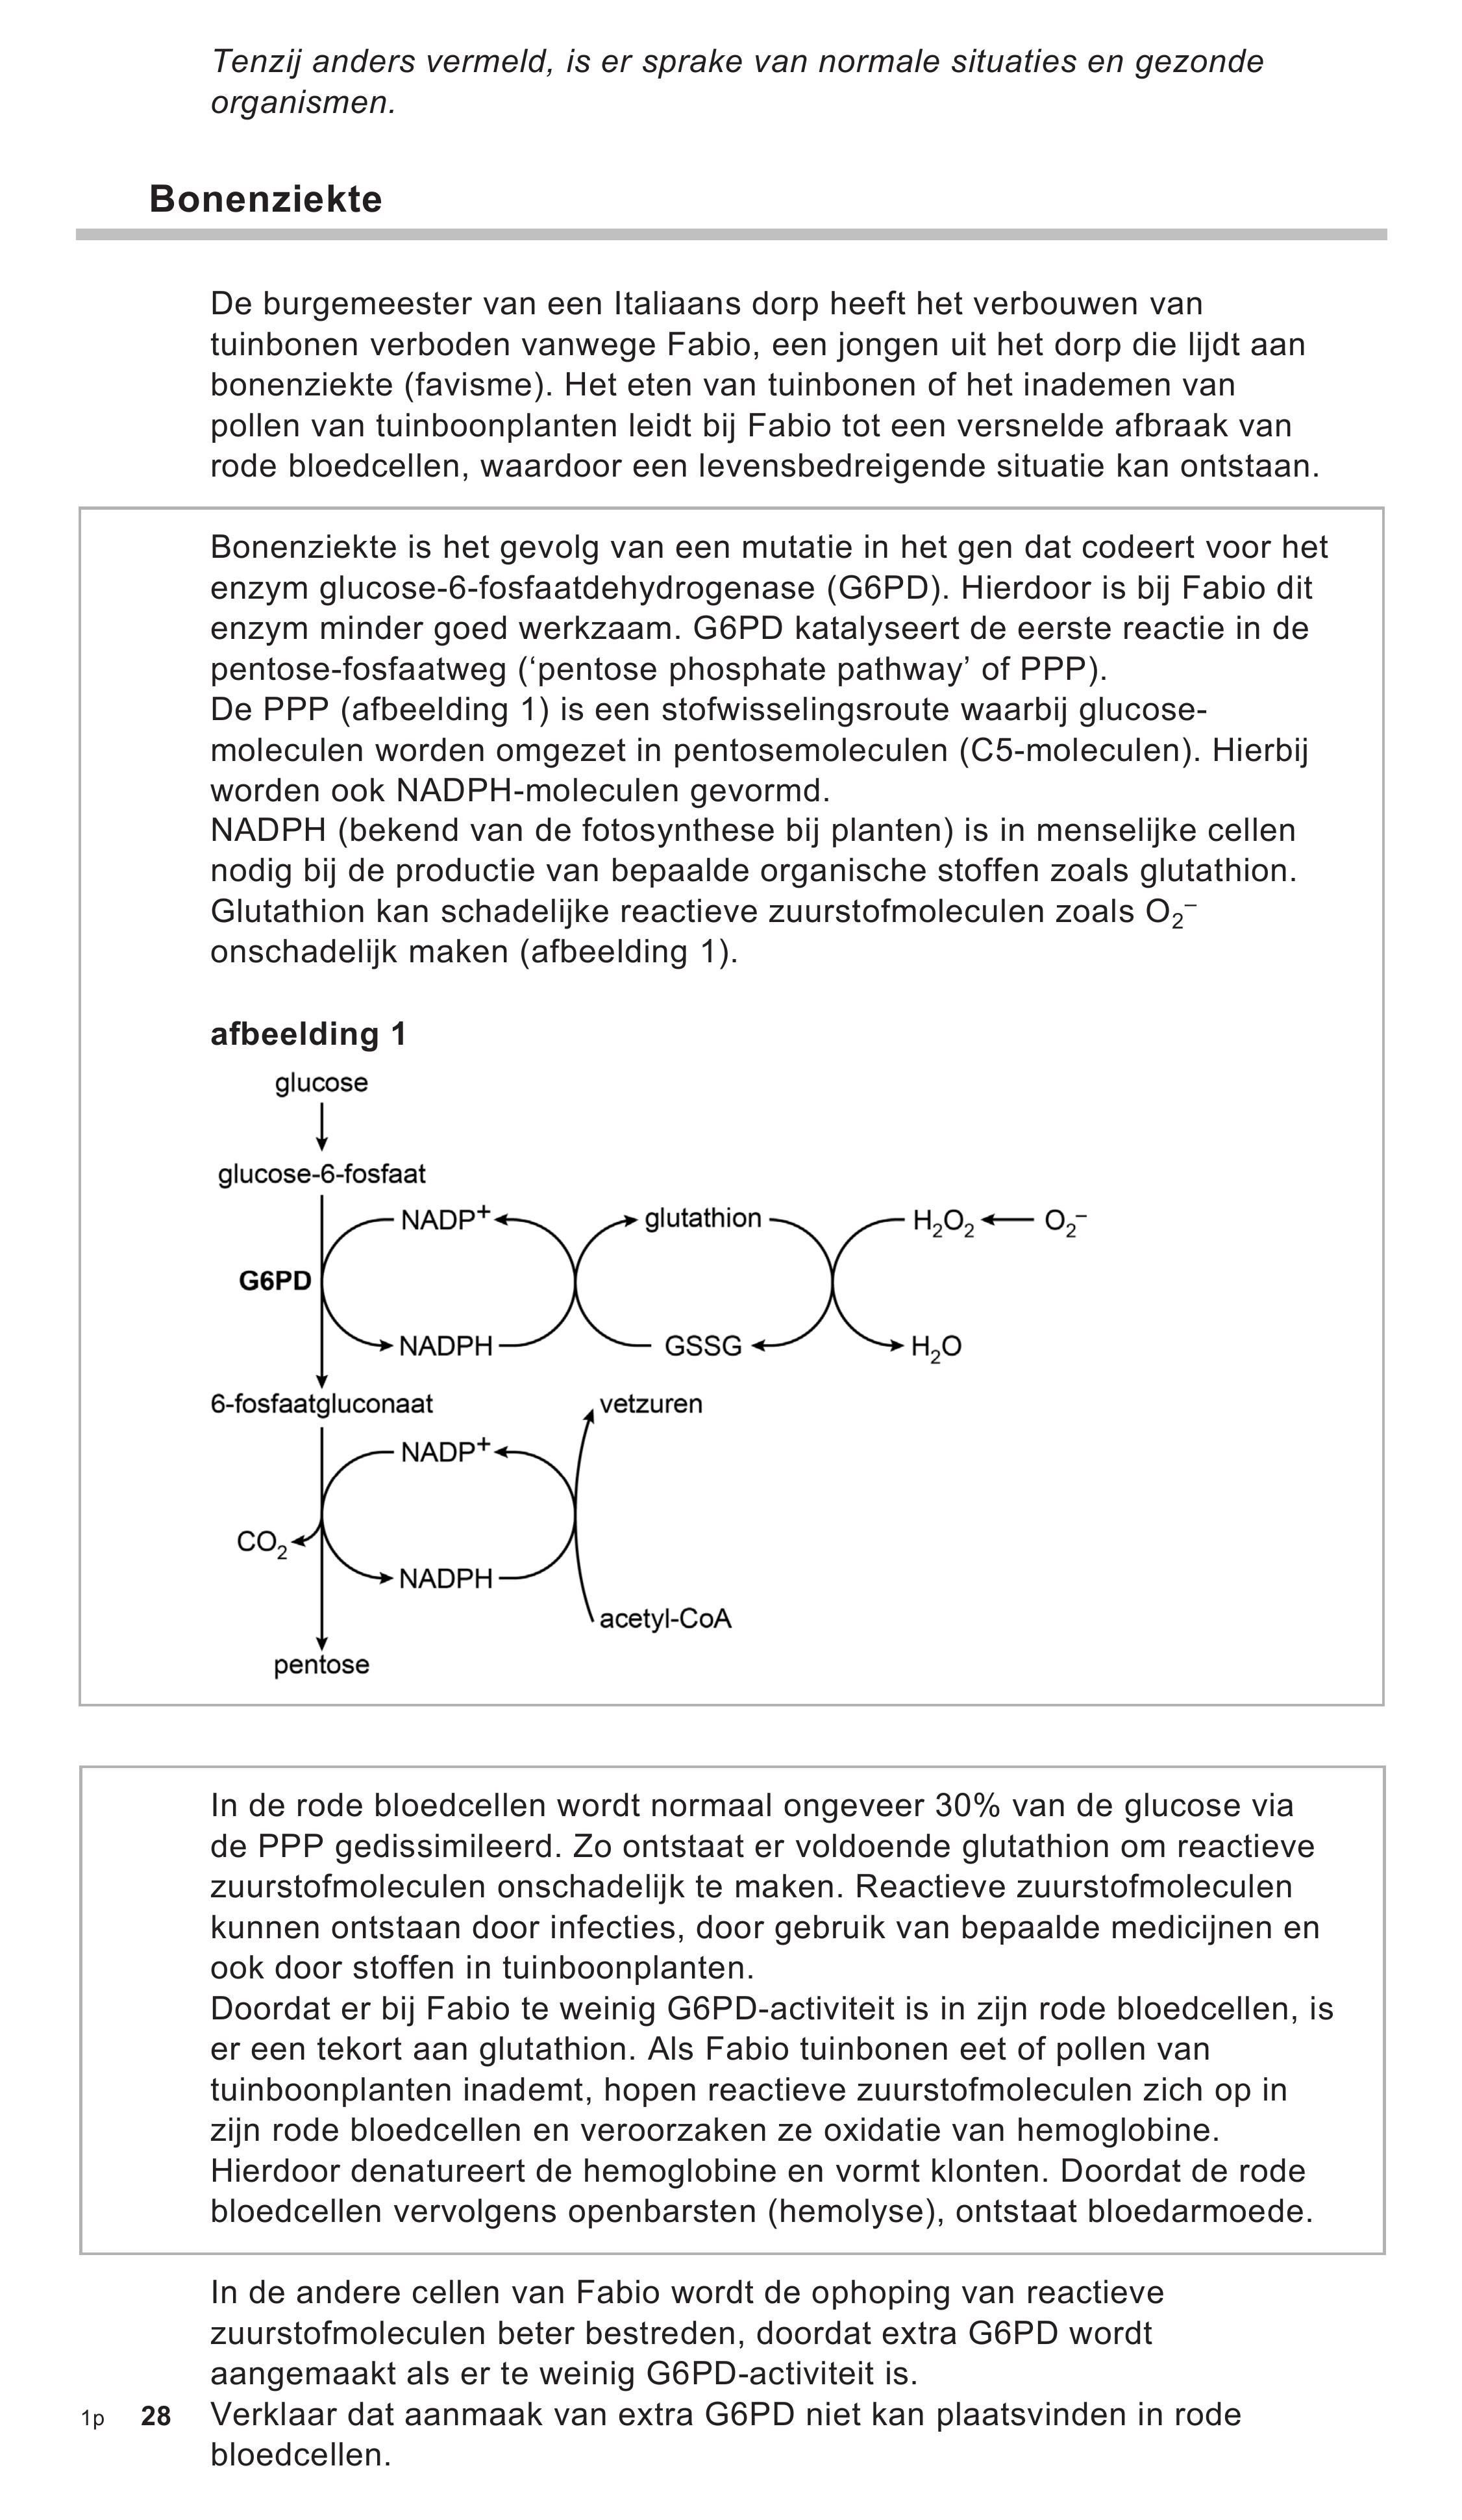 Tenzij anders vermeld, is er sprake van normale situaties en gezonde
organismen.
Bonenziekte
De burgemeester van een Italiaans dorp heeft het verbouwen van
tuinbonen verboden vanwege Fabio, een jongen uit het dorp die lijdt aan
bonenziekte (favisme). Het eten van tuinbonen of het inademen van
pollen van tuinboonplanten leidt bij Fabio tot een versnelde afbraak van
rode bloedcellen, waardoor een levensbedreigende situatie kan ontstaan.
Bonenziekte is het gevolg van een mutatie in het gen dat codeert voor het
enzym glucose-6-fosfaatdehydrogenase (G6PD). Hierdoor is bij Fabio dit
enzym minder goed werkzaam. G6PD katalyseert de eerste reactie in de
pentose-fosfaatweg (‘pentose phosphate pathway’ of PPP).
De PPP (afbeelding 1) is een stofwisselingsroute waarbij glucose-
moleculen worden omgezet in pentosemoleculen (C5-moleculen). Hierbij
worden ook NADPH-moleculen gevormd.
NADPH (bekend van de fotosynthese bij planten) is in menselijke cellen
nodig bij de productie van bepaalde organische stoffen zoals glutathion.
Glutathion kan schadelijke reactieve zuurstofmoleculen zoals O₂⁻
onschadelijk maken (afbeelding 1).
afbeelding 1
glucose
glucose-6-fosfaat
NADP⁺ glutathion H₂O₂ O₂⁻
G6PD
NADPH GSSG H₂O
6-fosfaatgluconaat vetzuren
NADP⁺
CO₂
NADPH
acetyl-CoA
pentose
In de rode bloedcellen wordt normaal ongeveer 30% van de glucose via
de PPP gedissimileerd. Zo ontstaat er voldoende glutathion om reactieve
zuurstofmoleculen onschadelijk te maken. Reactieve zuurstofmoleculen
kunnen ontstaan door infecties, door gebruik van bepaalde medicijnen en
ook door stoffen in tuinboonplanten.
Doordat er bij Fabio te weinig G6PD-activiteit is in zijn rode bloedcellen, is
er een tekort aan glutathion. Als Fabio tuinbonen eet of pollen van
tuinboonplanten inademt, hopen reactieve zuurstofmoleculen zich op in
zijn rode bloedcellen en veroorzaken ze oxidatie van hemoglobine.
Hierdoor denatureert de hemoglobine en vormt klonten. Doordat de rode
bloedcellen vervolgens openbarsten (hemolyse), ontstaat bloedarmoede.
In de andere cellen van Fabio wordt de ophoping van reactieve
zuurstofmoleculen beter bestreden, doordat extra G6PD wordt
aangemaakt als er te weinig G6PD-activiteit is.
1p 28 Verklaar dat aanmaak van extra G6PD niet kan plaatsvinden in rode
bloedcellen.